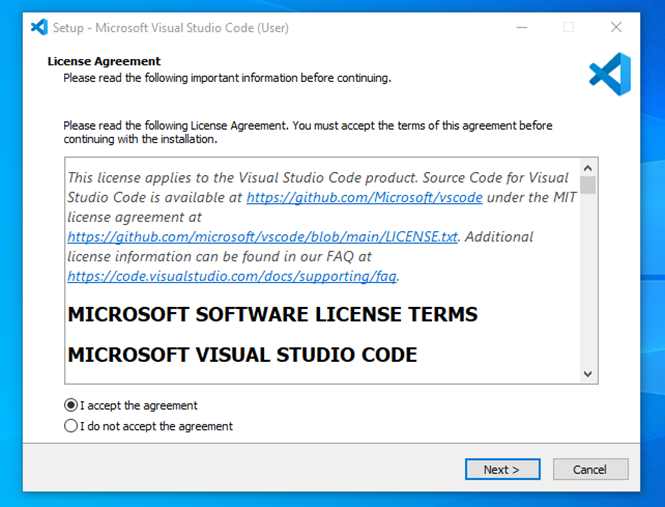 Setup - Microsoft Visual Studio Code (User)
License Agreement
Please read the following important information before continuing.
Please read the following License Agreement. You must accept the terms of this agreement before
continuing with the installation.
This license applies to the Visual Studio Code product. Source Code for Visual
Studio Code is available at https://github.com/Microsoft/vscode under the MIT
license agreement at
https://github.com/microsoft/vscode/blob/main/LICENSE.txt. Additional
license information can be found in our FAQ at
https://code.visualstudio.com/docs/supporting/faq.
MICROSOFT SOFTWARE LICENSE TERMS
MICROSOFT VISUAL STUDIO CODE
I accept the agreement
I do not accept the agreement
Next >
Cancel